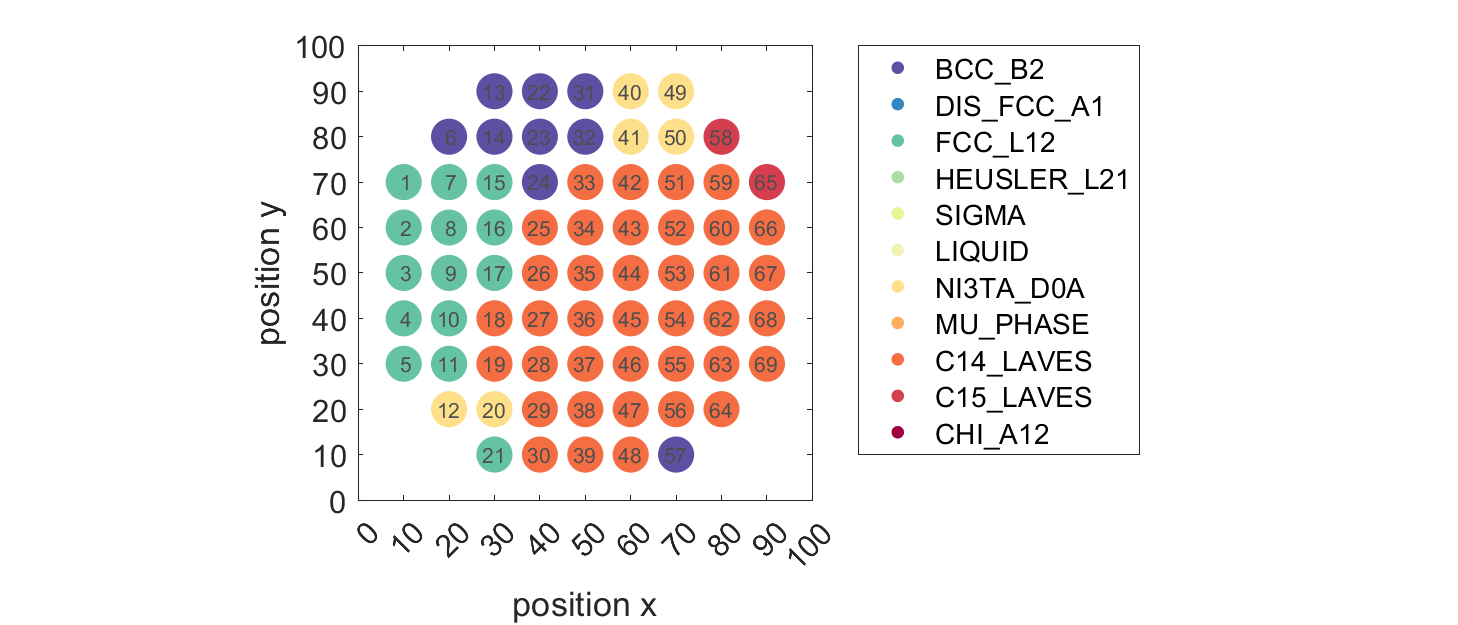 100
90 13 22 31 40 49
80 6 14 23 32 41 50 58
70 1 7 15 24 33 42 51 59 65
60 2 8 16 25 34 43 52 60 66
50 3 9 17 26 35 44 53 61 67
40 4 10 18 27 36 45 54 62 68
30 5 11 19 28 37 46 55 63 69
20 12 20 29 38 47 56 64
10 21 30 39 48 57
0
0 10 20 30 40 50 60 70 80 90 100
position x
position y
BCC_B2
DIS_FCC_A1
FCC_L12
HEUSLER_L21
SIGMA
LIQUID
NI3TA_D0A
MU_PHASE
C14_LAVES
C15_LAVES
CHI_A12